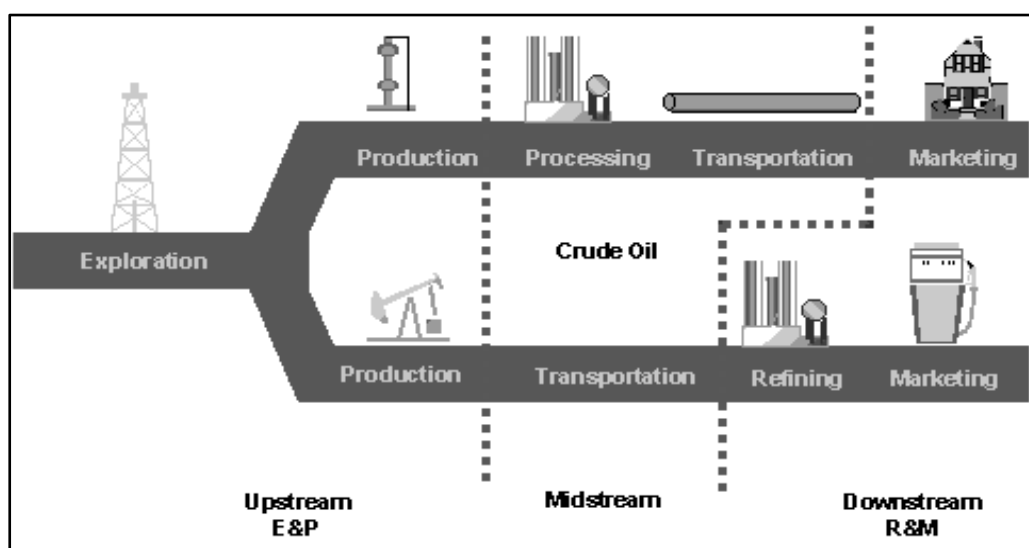 Production Processing Transportation Marketing
Exploration
Crude Oil
Production Transportation Refining Marketing
Upstream Midstream Downstream
E&P R&M